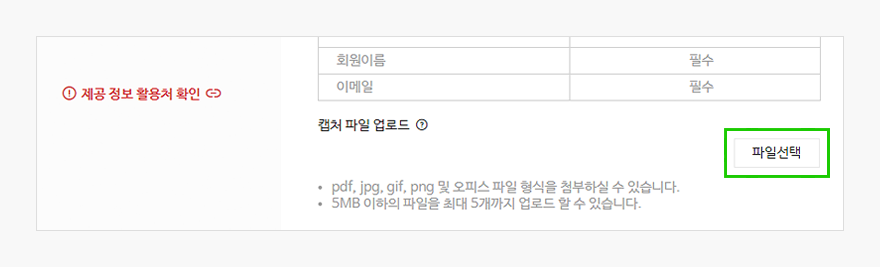 회원이름 필수
이메일 필수
제공 정보 활용처 확인
캡처 파일 업로드 ?
파일선택
• pdf, jpg, gif, png 및 오피스 파일 형식을 첨부하실 수 있습니다.
• 5MB 이하의 파일을 최대 5개까지 업로드 할 수 있습니다.